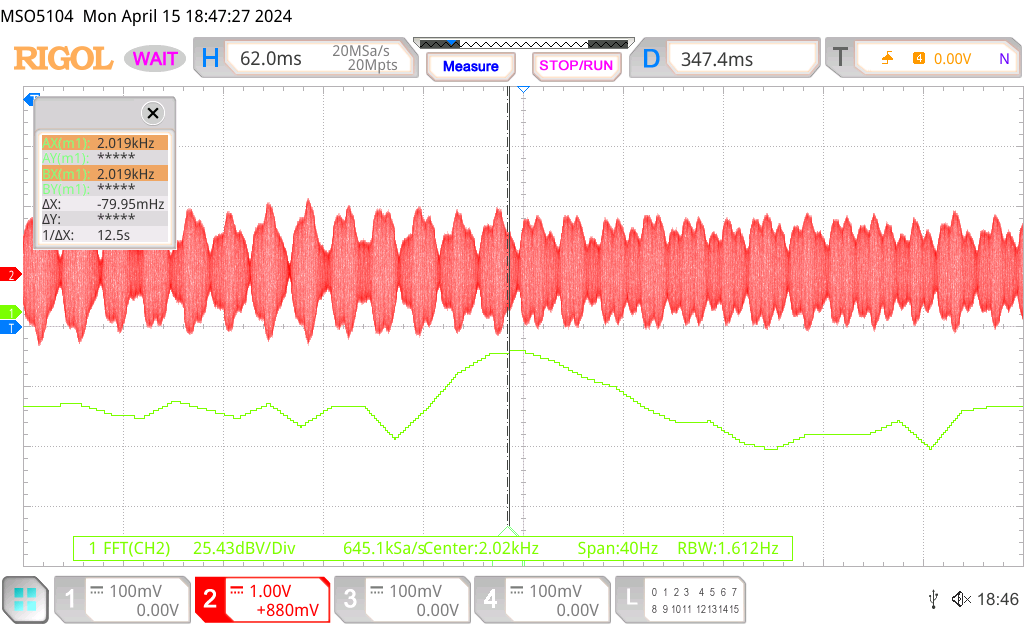 MSO5104 Mon April 15 18:47:27 2024
RIGOL WAIT H 62.0ms 20MSa/s 20Mpts Measure STOP/RUN D 347.4ms T 4 0.00V N
T
AX(m1): 2.019kHz
AY(m1): *****
BX(m1): 2.019kHz
BY(m1): *****
ΔX: -79.95mHz
ΔY: *****
1/ΔX: 12.5s
2
1
T
1 FFT(CH2) 25.43dBV/Div 645.1kSa/s Center:2.02kHz Span:40Hz RBW:1.612Hz
1 100mV 0.00V 2 1.00V +880mV 3 100mV 0.00V 4 100mV 0.00V L 0 1 2 3 4 5 6 7
8 9 10 11 12 13 14 15
18:46